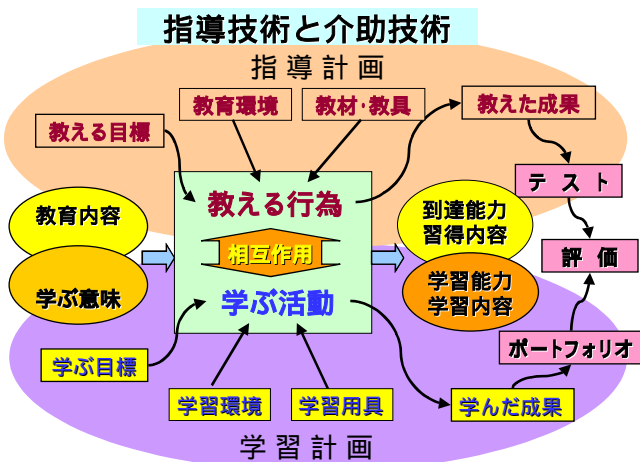 指導技術と介助技術
指導計画
教育環境
教材･教具
教えた成果
教える目標
テスト
教える行為
教育内容
到達能力
習得内容
相互作用
評価
学ぶ意味
学習能力
学習内容
学ぶ活動
ポートフォリオ
学ぶ目標
学習環境
学習用具
学んだ成果
学習計画